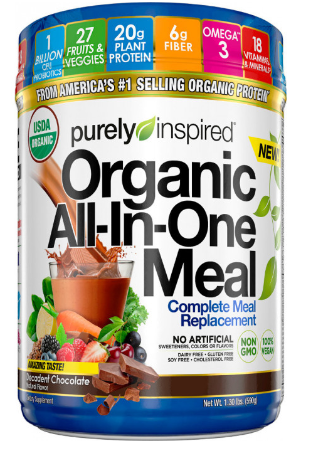 1 BILLION CFU PROBIOTICS
27 FRUITS & VEGGIES
20g PLANT PROTEIN
6g FIBER
OMEGA 3
18 VITAMINS & MINERALS
FROM AMERICA'S #1 SELLING ORGANIC PROTEIN
USDA
ORGANIC
purely inspired®
NEW!
Organic
All-In-One
Meal
Complete Meal
Replacement
NO ARTIFICIAL
SWEETENERS, COLORS OR FLAVORS
DAIRY FREE • GLUTEN FREE
SOY FREE • CHOLESTEROL FREE
NON
GMO
100%
VEGAN
AMAZING TASTE!
Decadent Chocolate
Natural Flavor
Dietary Supplement
Net Wt. 1.30 lbs. (590g)